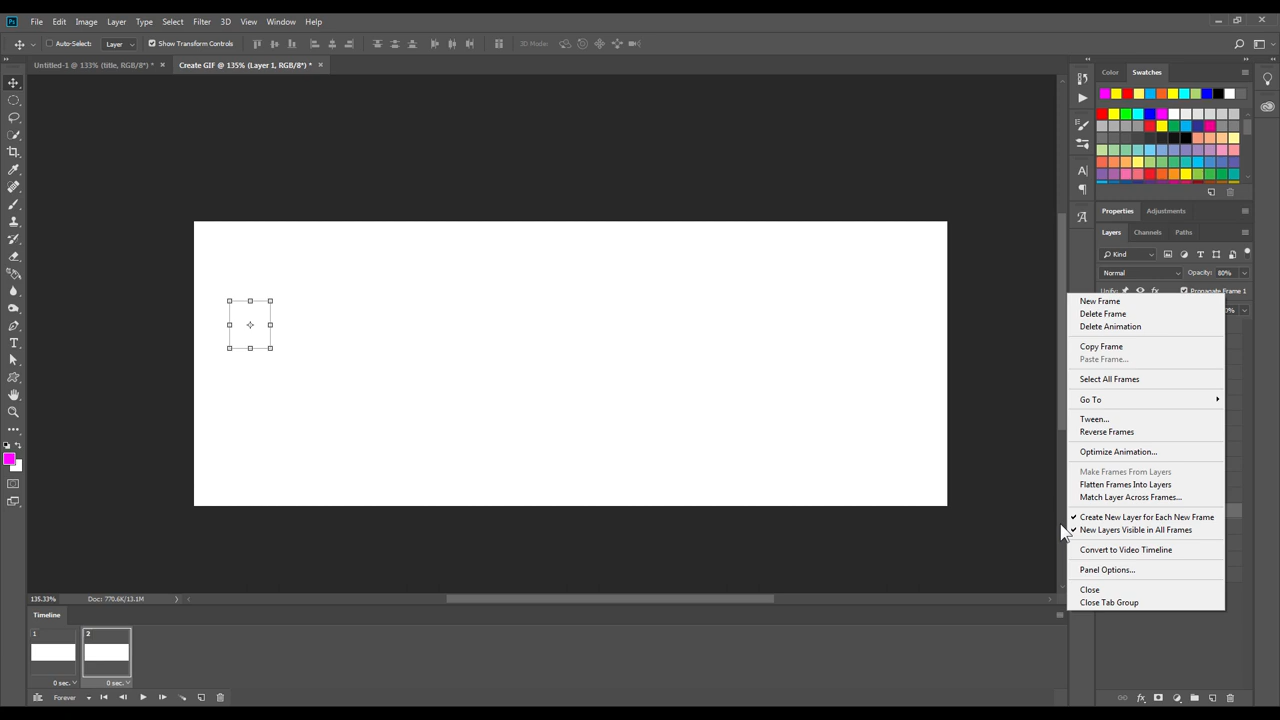 Ps File Edit Image Layer Type Select Filter 3D View Window Help
Auto-Select: Layer Show Transform Controls 3D Mode:
Untitled-1 @ 133% (title, RGB/8*) * × Create GIF @ 135% (Layer 1, RGB/8*) * ×
Color Swatches
Properties Adjustments
Layers Channels Paths
Kind
Normal Opacity: 80%
Unify: Propagate Frame 1
New Frame
Delete Frame
Delete Animation
Copy Frame
Paste Frame...
Select All Frames
Go To
Tween...
Reverse Frames
Optimize Animation...
Make Frames From Layers
Flatten Frames Into Layers
Match Layer Across Frames...
Create New Layer for Each New Frame
New Layers Visible in All Frames
Convert to Video Timeline
Panel Options...
Close
Close Tab Group
135.33% Doc: 770.6K/13.1M
Timeline
1 2
0 sec. 0 sec.
Forever